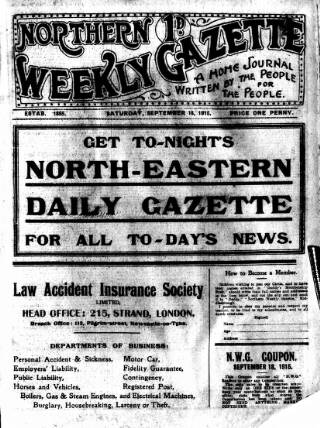 NORTHERN 1D.
WEEKLY GAZETTE
A HOME JOURNAL
WRITTEN BY THE PEOPLE
FOR
THE PEOPLE.
ESTAB. 1885. SATURDAY, SEPTEMBER 18, 1915. PRICE ONE PENNY.
GET TO-NIGHT'S
NORTH-EASTERN
DAILY GAZETTE
FOR ALL TO-DAY'S NEWS.
Law Accident Insurance Society
LIMITED,
HEAD OFFICE: 215, STRAND, LONDON.
Branch Office: 112, Pilgrim-street, Newcastle-on-Tyne.
DEPARTMENTS OF BUSINESS:
Personal Accident & Sickness. Motor Car,
Employers' Liability, Fidelity Guarantee,
Public Liability, Contingency,
Horses and Vehicles, Registered Post,
Boilers, Gas & Steam Engines, and Electrical Machines,
Burglary, Housebreaking, Larceny or Theft.
How to Become a Member.
Name
Age
Address
N.W.G. COUPON.
SEPTEMBER 18, 1915.